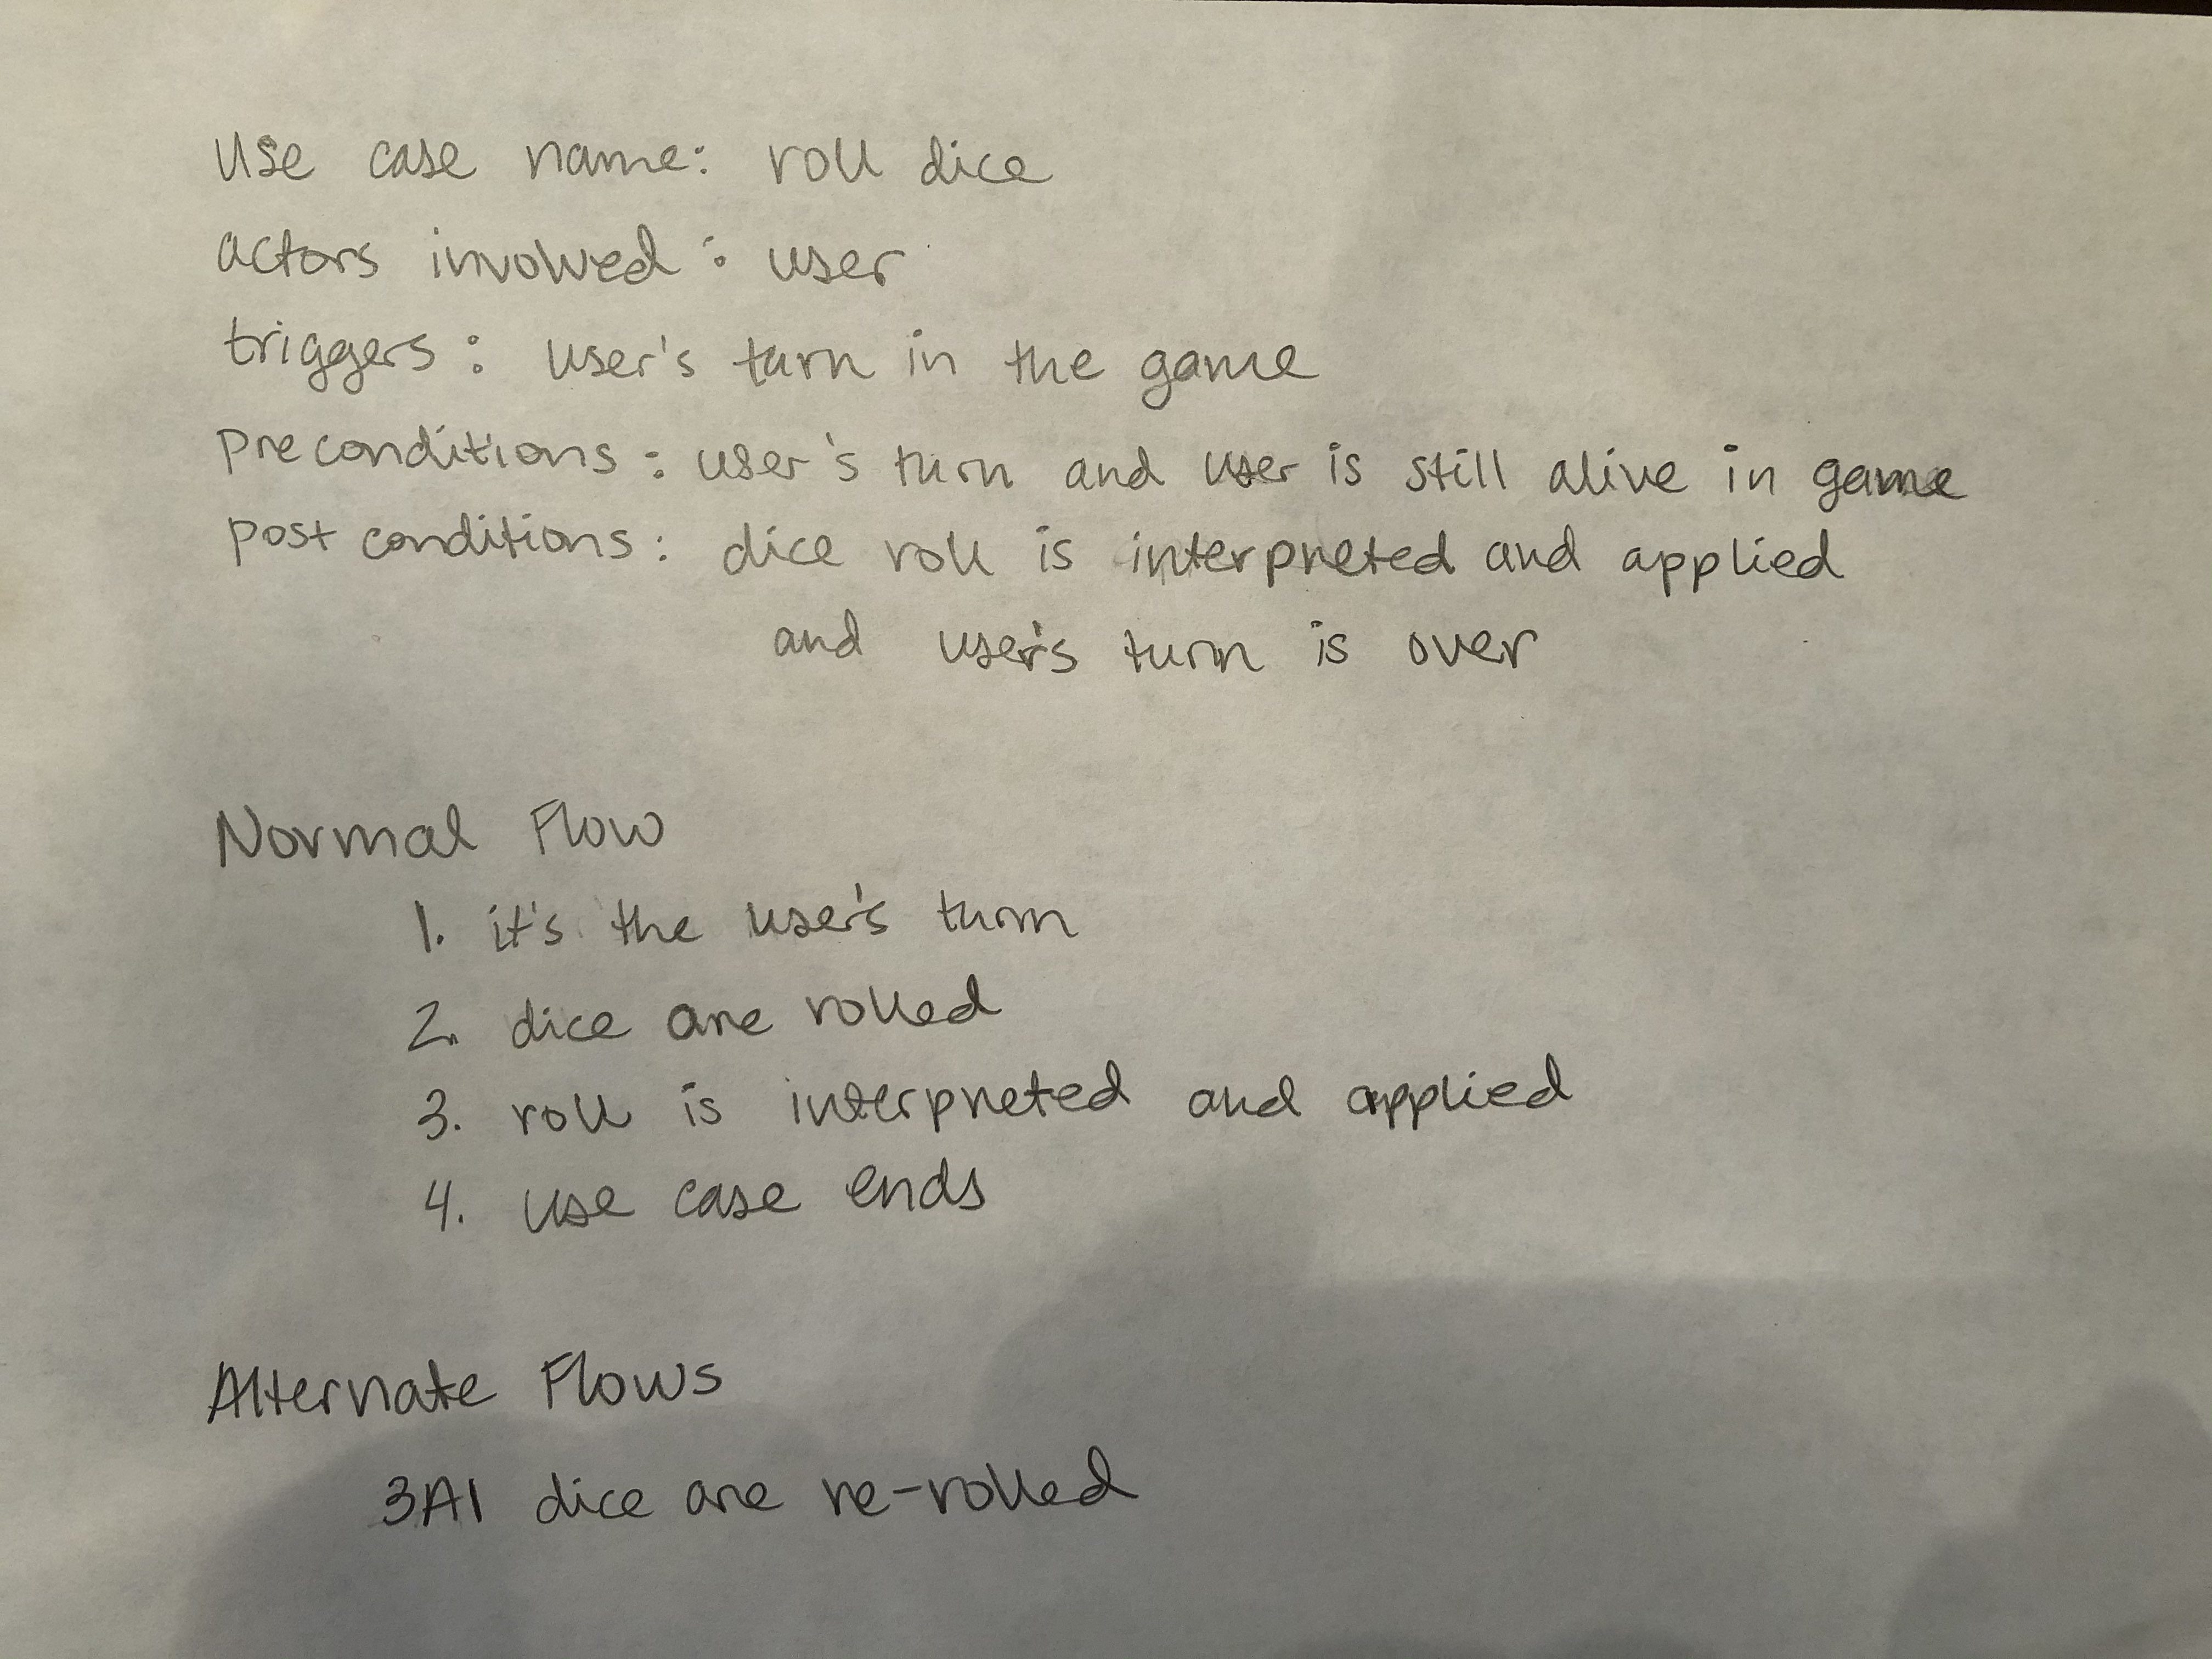 Use case name: roll dice
actors involved: user
triggers: user's turn in the game
preconditions: user's turn and user is still alive in game
post conditions: dice roll is interpreted and applied
and user's turn is over
Normal Flow
1. it's the user's turn
2. dice are rolled
3. roll is interpreted and applied
4. use case ends
Alternate Flows
3A1 dice are re-rolled